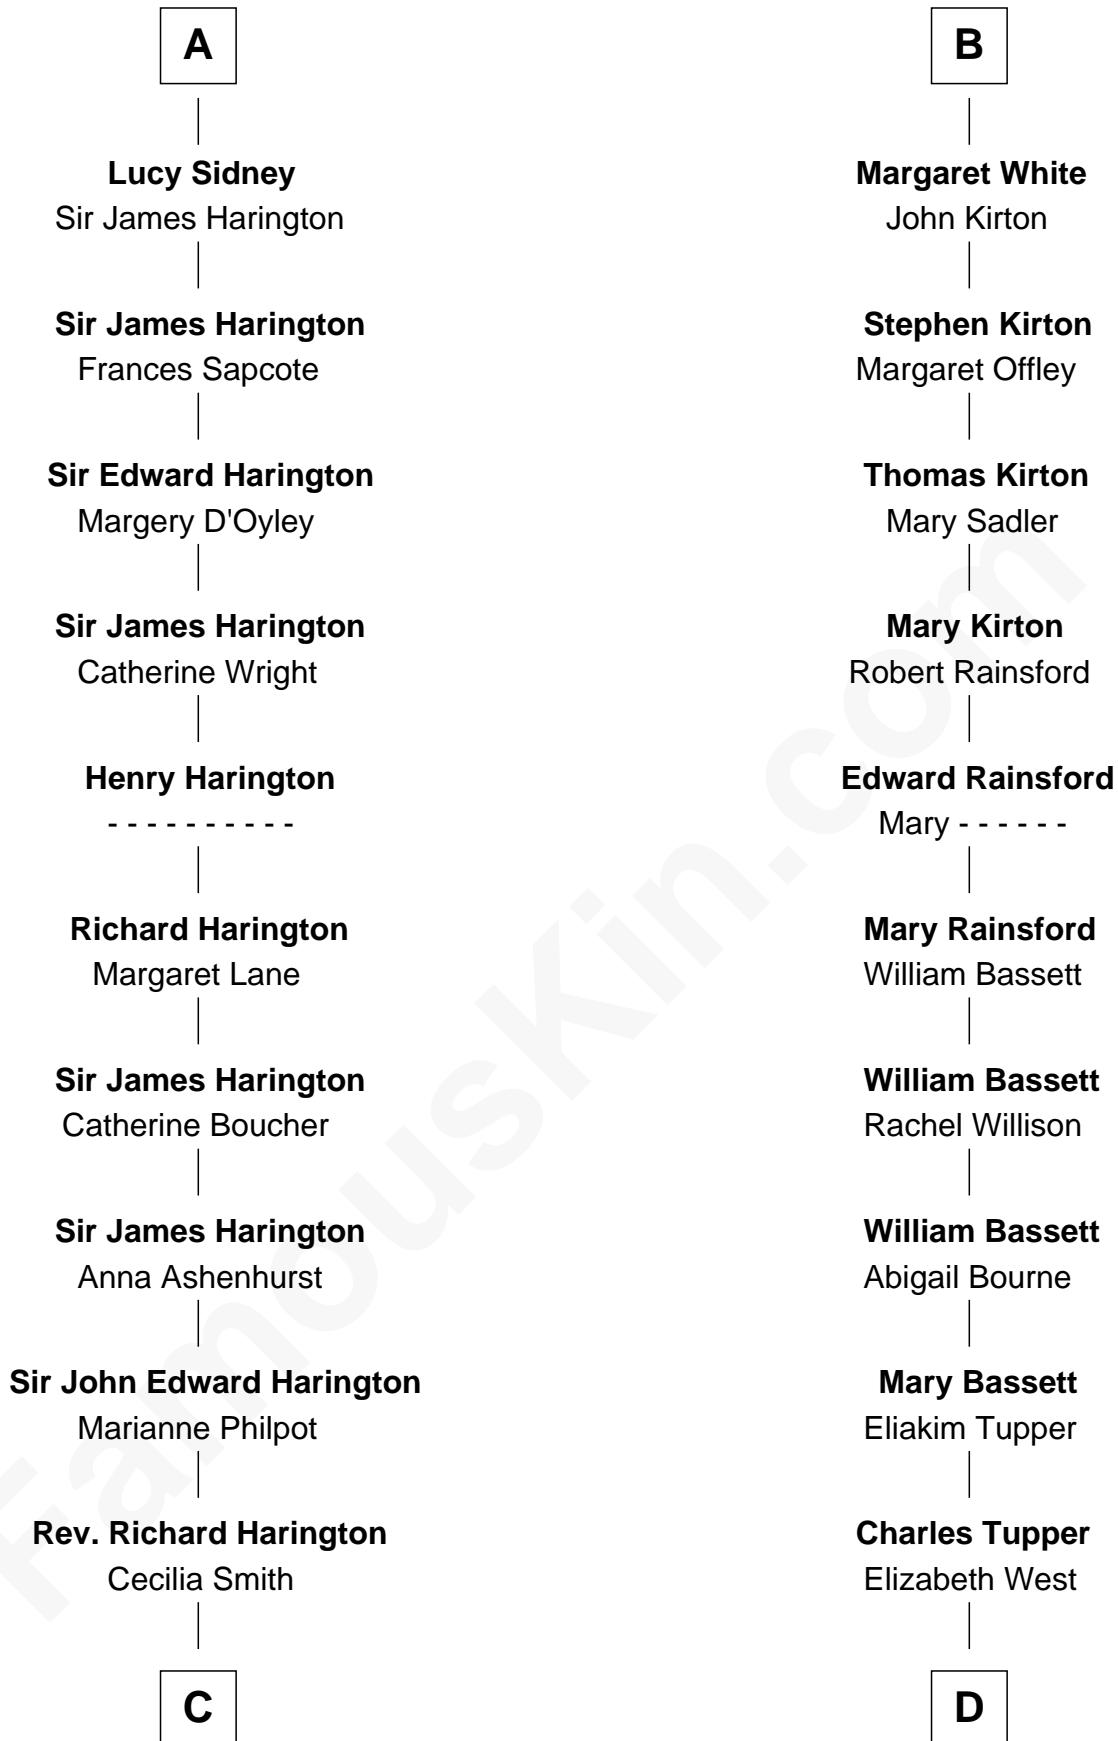 A
Lucy Sidney
Sir James Harington
Sir James Harington
Frances Sapcote
Sir Edward Harington
Margery D'Oyley
Sir James Harington
Catherine Wright
Henry Harington
- - - - - - - - - -
Richard Harington
Margaret Lane
Sir James Harington
Catherine Boucher
Sir James Harington
Anna Ashenhurst
Sir John Edward Harington
Marianne Philpot
Rev. Richard Harington
Cecilia Smith
C
B
Margaret White
John Kirton
Stephen Kirton
Margaret Offley
Thomas Kirton
Mary Sadler
Mary Kirton
Robert Rainsford
Edward Rainsford
Mary - - - - - -
Mary Rainsford
William Bassett
William Bassett
Rachel Willison
William Bassett
Abigail Bourne
Mary Bassett
Eliakim Tupper
Charles Tupper
Elizabeth West
D
FamousKin.com